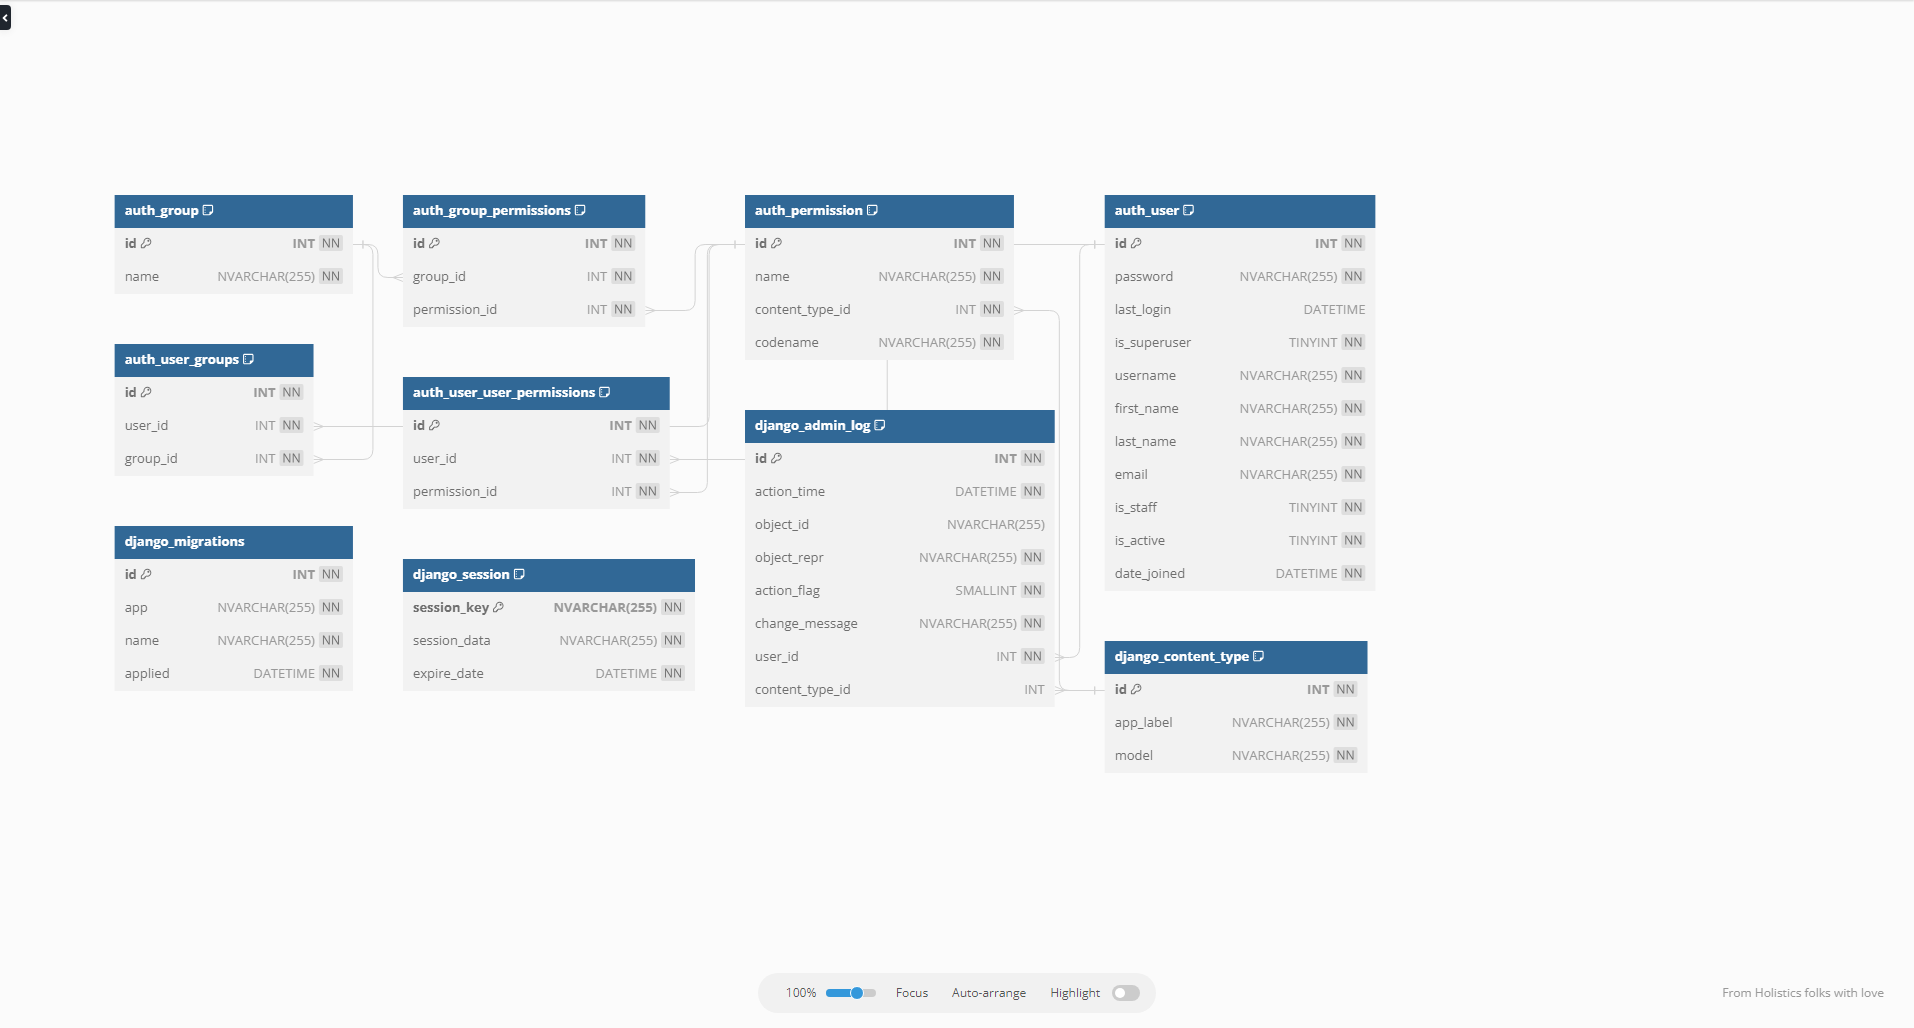 auth_group
id INT NN
name NVARCHAR(255) NN
auth_group_permissions
id INT NN
group_id INT NN
permission_id INT NN
auth_permission
id INT NN
name NVARCHAR(255) NN
content_type_id INT NN
codename NVARCHAR(255) NN
auth_user
id INT NN
password NVARCHAR(255) NN
last_login DATETIME
is_superuser TINYINT NN
username NVARCHAR(255) NN
first_name NVARCHAR(255) NN
last_name NVARCHAR(255) NN
email NVARCHAR(255) NN
is_staff TINYINT NN
is_active TINYINT NN
date_joined DATETIME NN
auth_user_groups
id INT NN
user_id INT NN
group_id INT NN
auth_user_user_permissions
id INT NN
user_id INT NN
permission_id INT NN
django_admin_log
id INT NN
action_time DATETIME NN
object_id NVARCHAR(255)
object_repr NVARCHAR(255) NN
action_flag SMALLINT NN
change_message NVARCHAR(255) NN
user_id INT NN
content_type_id INT
django_migrations
id INT NN
app NVARCHAR(255) NN
name NVARCHAR(255) NN
applied DATETIME NN
django_session
session_key NVARCHAR(255) NN
session_data NVARCHAR(255) NN
expire_date DATETIME NN
django_content_type
id INT NN
app_label NVARCHAR(255) NN
model NVARCHAR(255) NN
100% Focus Auto-arrange Highlight
From Holistics folks with love